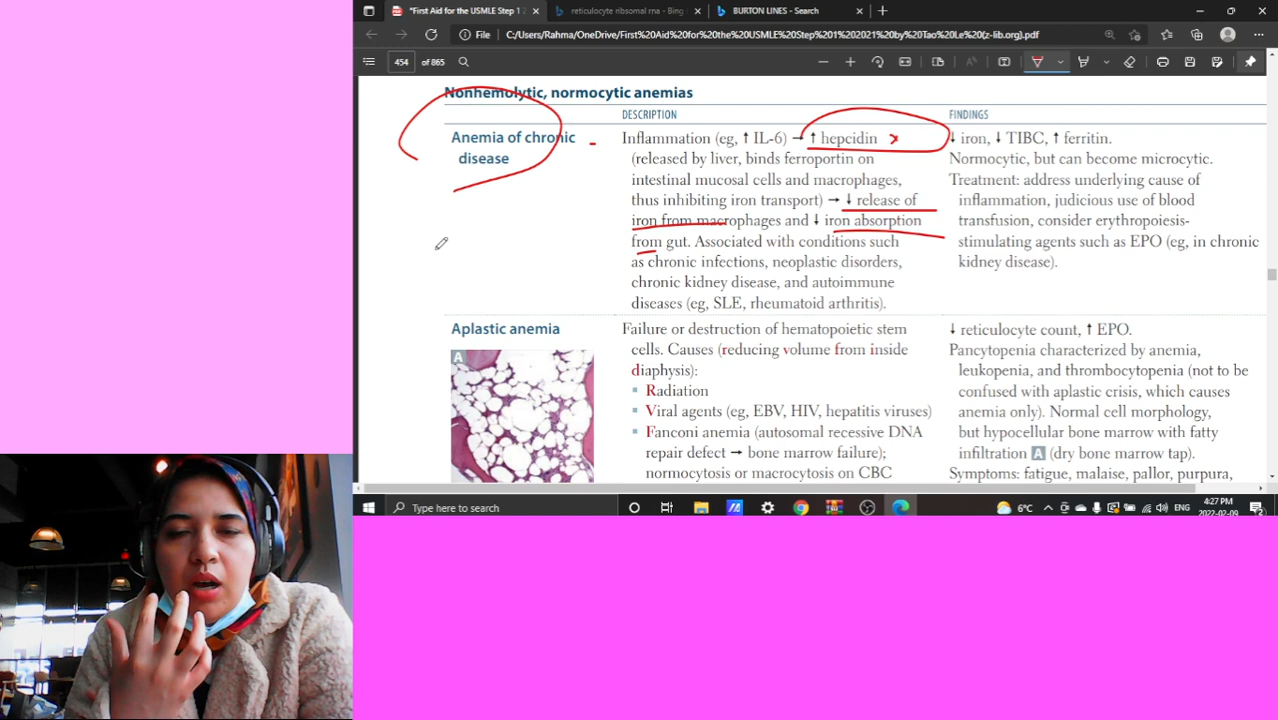 "First Aid for the USMLE Step 1 2
reticulocyte ribosomal rna - Bing
BURTON LINES - Search
File C:/Users/Rahma/OneDrive/First%20Aid%20for%20the%20USMLE%20Step%201%202021%20by%20Tao%20Le%20(z-lib.org).pdf
454 of 865
Nonhemolytic, normocytic anemias
DESCRIPTION
FINDINGS
Anemia of chronic
disease
Inflammation (eg, ↑ IL-6) → ↑ hepcidin
(released by liver, binds ferroportin on
intestinal mucosal cells and macrophages,
thus inhibiting iron transport) → ↓ release of
iron from macrophages and ↓ iron absorption
from gut. Associated with conditions such
as chronic infections, neoplastic disorders,
chronic kidney disease, and autoimmune
diseases (eg, SLE, rheumatoid arthritis).
↓ iron, ↓ TIBC, ↑ ferritin.
Normocytic, but can become microcytic.
Treatment: address underlying cause of
inflammation, judicious use of blood
transfusion, consider erythropoiesis-
stimulating agents such as EPO (eg, in chronic
kidney disease).
Aplastic anemia
A
Failure or destruction of hematopoietic stem
cells. Causes (reducing volume from inside
diaphysis):
Radiation
Viral agents (eg, EBV, HIV, hepatitis viruses)
Fanconi anemia (autosomal recessive DNA
repair defect → bone marrow failure);
normocytosis or macrocytosis on CBC
↓ reticulocyte count, ↑ EPO.
Pancytopenia characterized by anemia,
leukopenia, and thrombocytopenia (not to be
confused with aplastic crisis, which causes
anemia only). Normal cell morphology,
but hypocellular bone marrow with fatty
infiltration A (dry bone marrow tap).
Symptoms: fatigue, malaise, pallor, purpura,
Type here to search
6°C
ENG
4:27 PM
2022-02-09